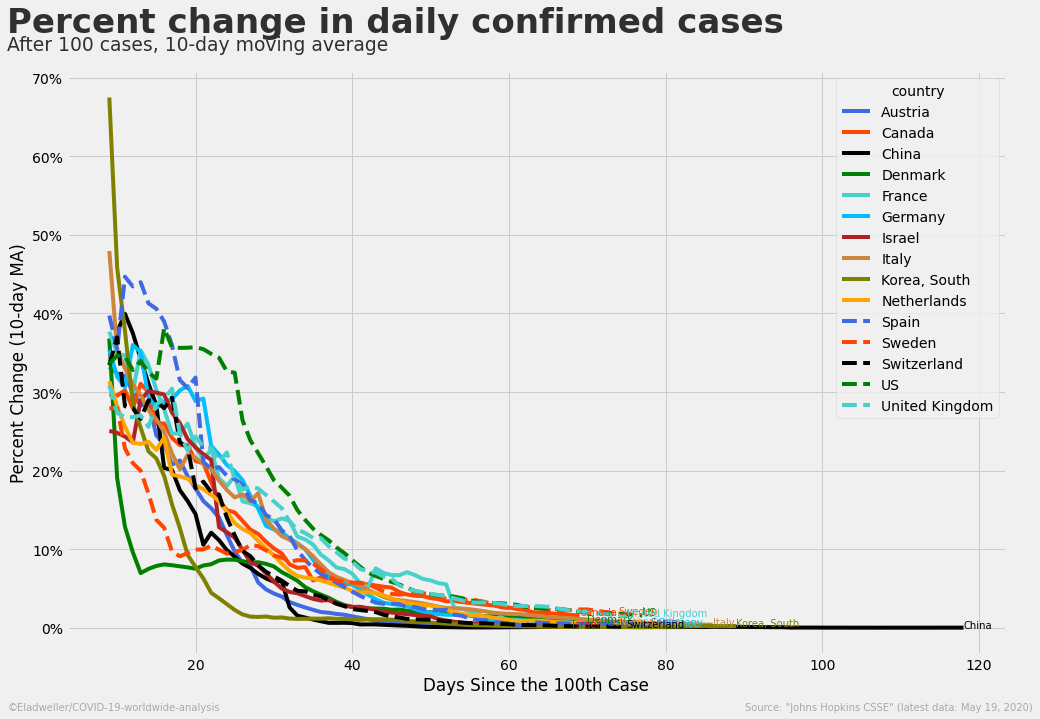 Percent change in daily confirmed cases
After 100 cases, 10-day moving average
70%
60%
50%
40%
30%
20%
10%
0%
Percent Change (10-day MA)
country
Austria
Canada
China
Denmark
France
Germany
Israel
Italy
Korea, South
Netherlands
Spain
Sweden
Switzerland
US
United Kingdom
Sweden
US
Kingdom
Denmark
Switzerland
Italy
Korea, South
China
20
40
60
80
100
120
Days Since the 100th Case
©Eladweller/COVID-19-worldwide-analysis
Source: "Johns Hopkins CSSE" (latest data: May 19, 2020)